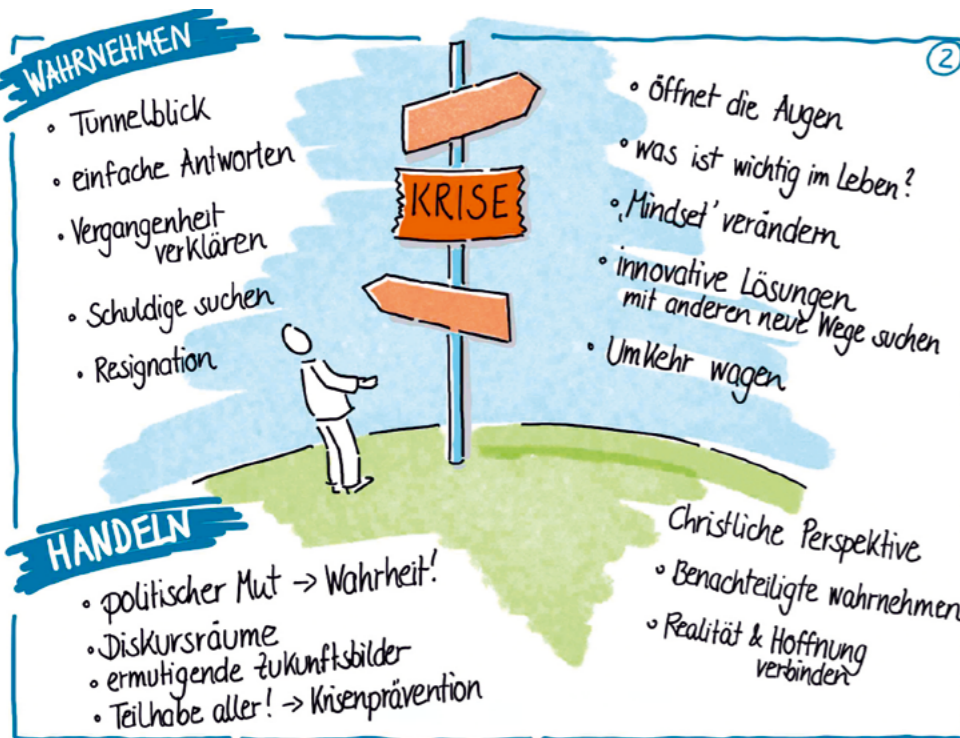 WAHRNEHMEN
• Tunnelblick
• einfache Antworten
• Vergangenheit
verklären
• Schuldige suchen
• Resignation
KRISE
2
• Öffnet die Augen
• was ist wichtig im Leben?
• ‚Mindset' verändern
• innovative Lösungen
mit anderen neue Wege suchen
• Umkehr wagen
HANDELN
• politischer Mut → Wahrheit!
• Diskursräume
• ermutigende Zukunftsbilder
• Teilhabe aller! → Krisenprävention
Christliche Perspektive
• Benachteiligte wahrnehmen
• Realität & Hoffnung
verbinden